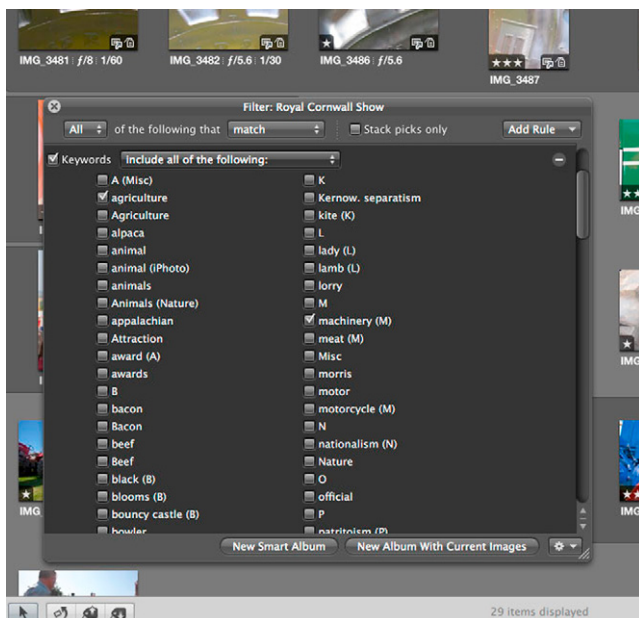 IMG_3481 | ƒ/8 | 1/60
IMG_3482 | ƒ/5.6 | 1/30
IMG_3486 | ƒ/5.6
IMG_3487
Filter: Royal Cornwall Show
All of the following that match Stack picks only Add Rule
Keywords include all of the following:
A (Misc)
agriculture
Agriculture
alpaca
animal
animal (iPhoto)
animals
Animals (Nature)
appalachian
Attraction
award (A)
awards
B
bacon
Bacon
beef
Beef
black (B)
blooms (B)
bouncy castle (B)
bowler
K
Kernow. separatism
kite (K)
L
lady (L)
lamb (L)
lorry
M
machinery (M)
meat (M)
Misc
morris
motor
motorcycle (M)
N
nationalism (N)
Nature
O
official
P
patritoism (P)
IMG
IMG
IMG
IMG
New Smart Album
New Album With Current Images
29 items displayed